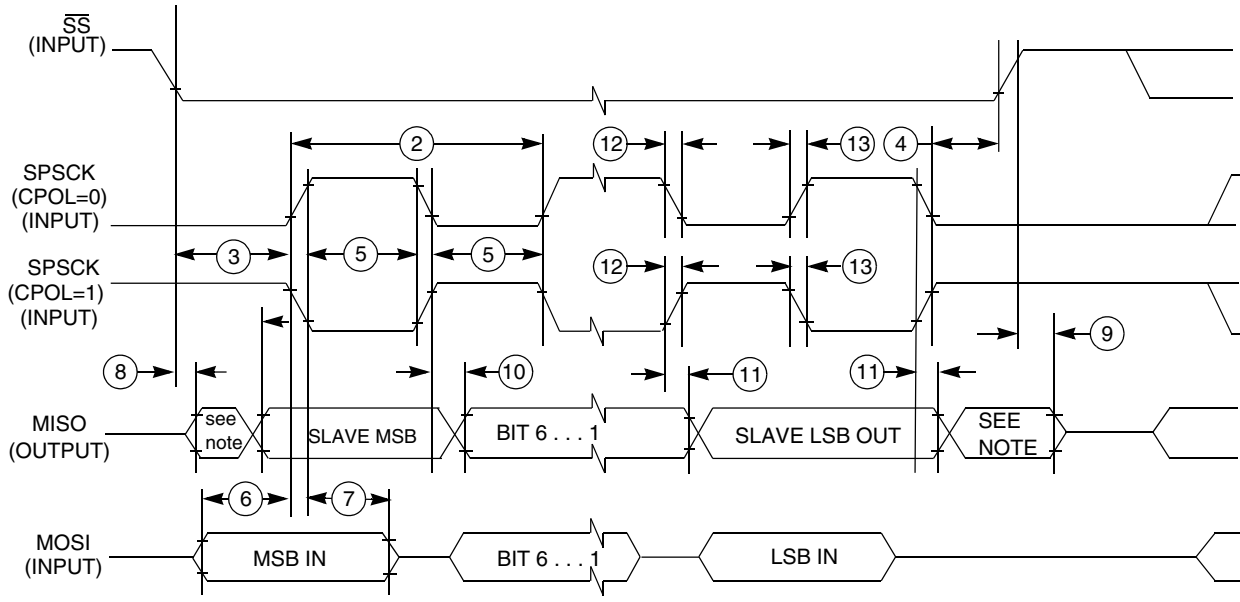 SS
(INPUT)
2
12
13
4
SPSCK
(CPOL=0)
(INPUT)
3
5
5
SPSCK
(CPOL=1)
(INPUT)
12
13
8
10
11
11
9
MISO
(OUTPUT)
see
note
SLAVE MSB
BIT 6 . . . 1
SLAVE LSB OUT
SEE
NOTE
6
7
MOSI
(INPUT)
MSB IN
BIT 6 . . . 1
LSB IN